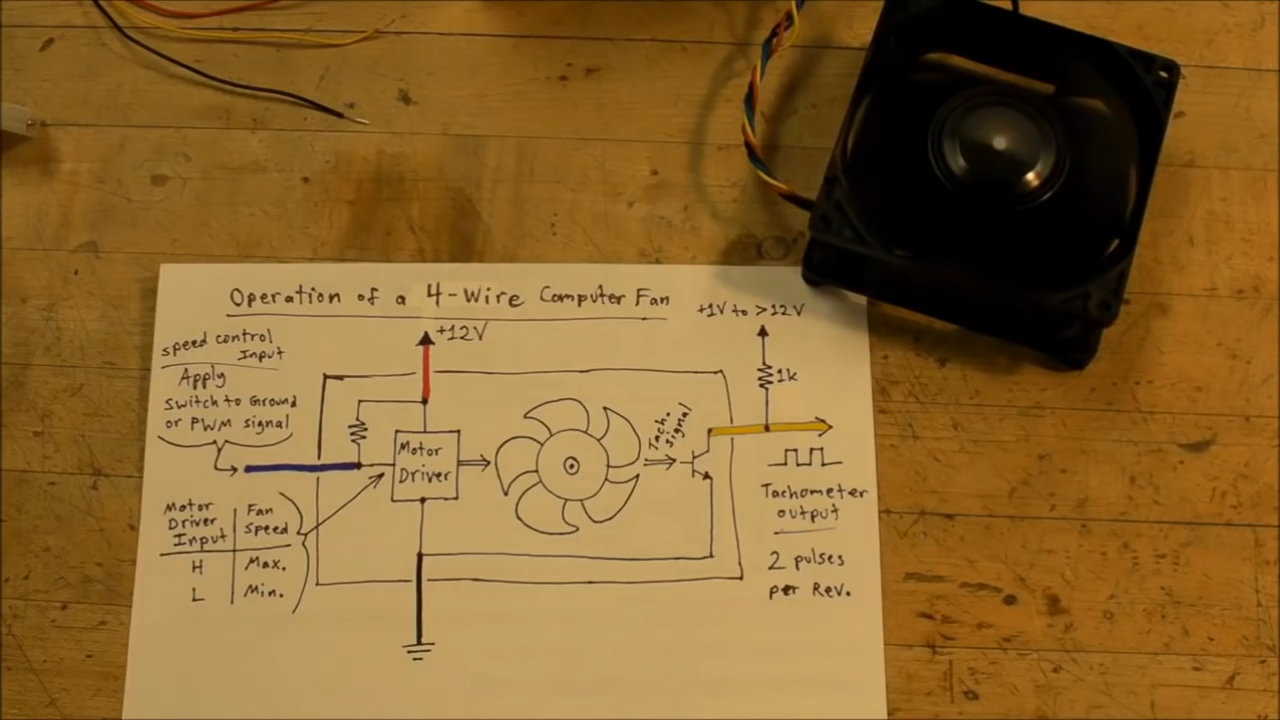 Operation of a 4-Wire Computer Fan
speed control
Input
Apply
Switch to Ground
or PWM signal
+12V
+1V to >12V
1k
Motor
Driver
Tach.
signal
Tachometer
output
2 pulses
per Rev.
Motor
Driver
Input
Fan
Speed
H Max.
L Min.